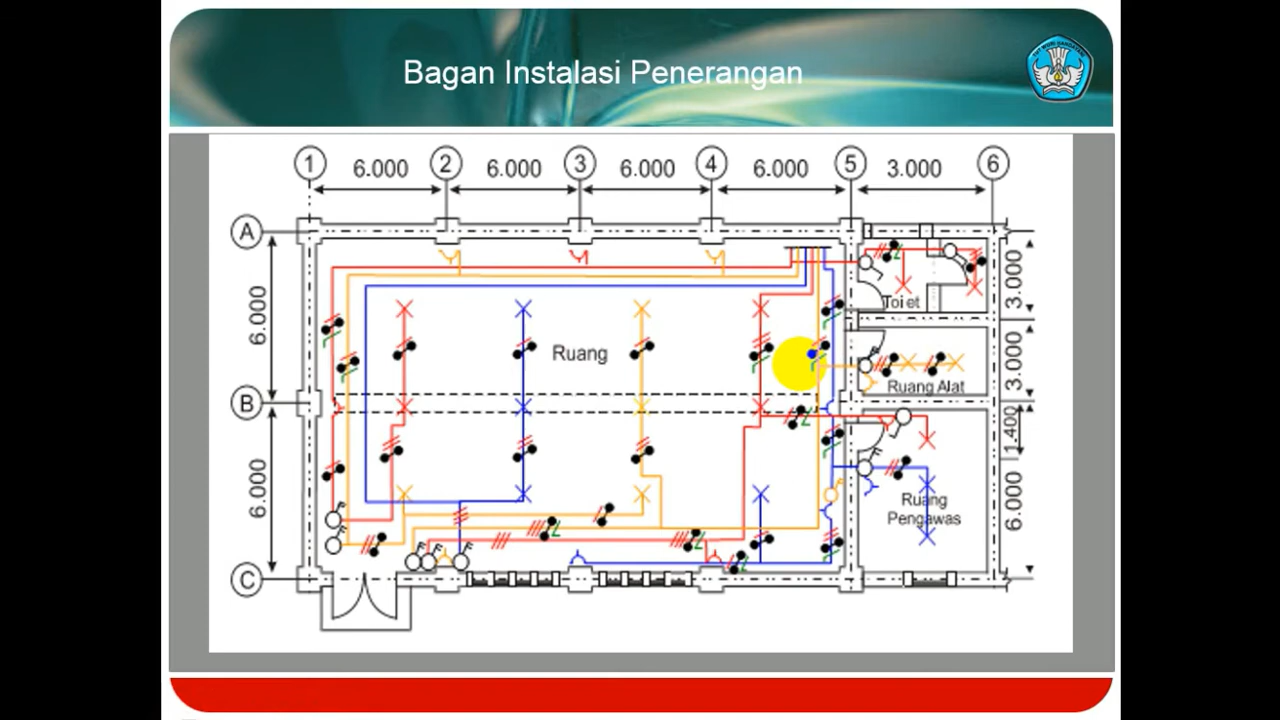 Bagan Instalasi Penerangan
1 2 3 4 5 6
6.000 6.000 6.000 6.000 3.000
A
B
C
6.000
6.000
3.000
3.000
1.400
6.000
Ruang
Toi et
Ruang Alat
Ruang
Pengawas